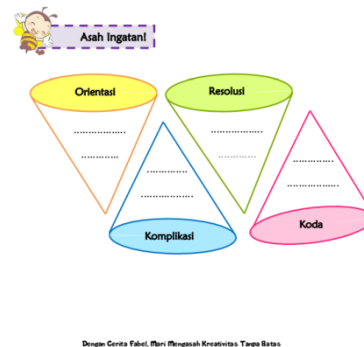 Asah Ingatan!
Orientasi
Resolusi
..................
..................
.............
.............
..............
..............
..................
..................
Koda
Komplikasi
Dengan Cerita Fabel, Mari Mengasah Kreativitas Tanpa Batas